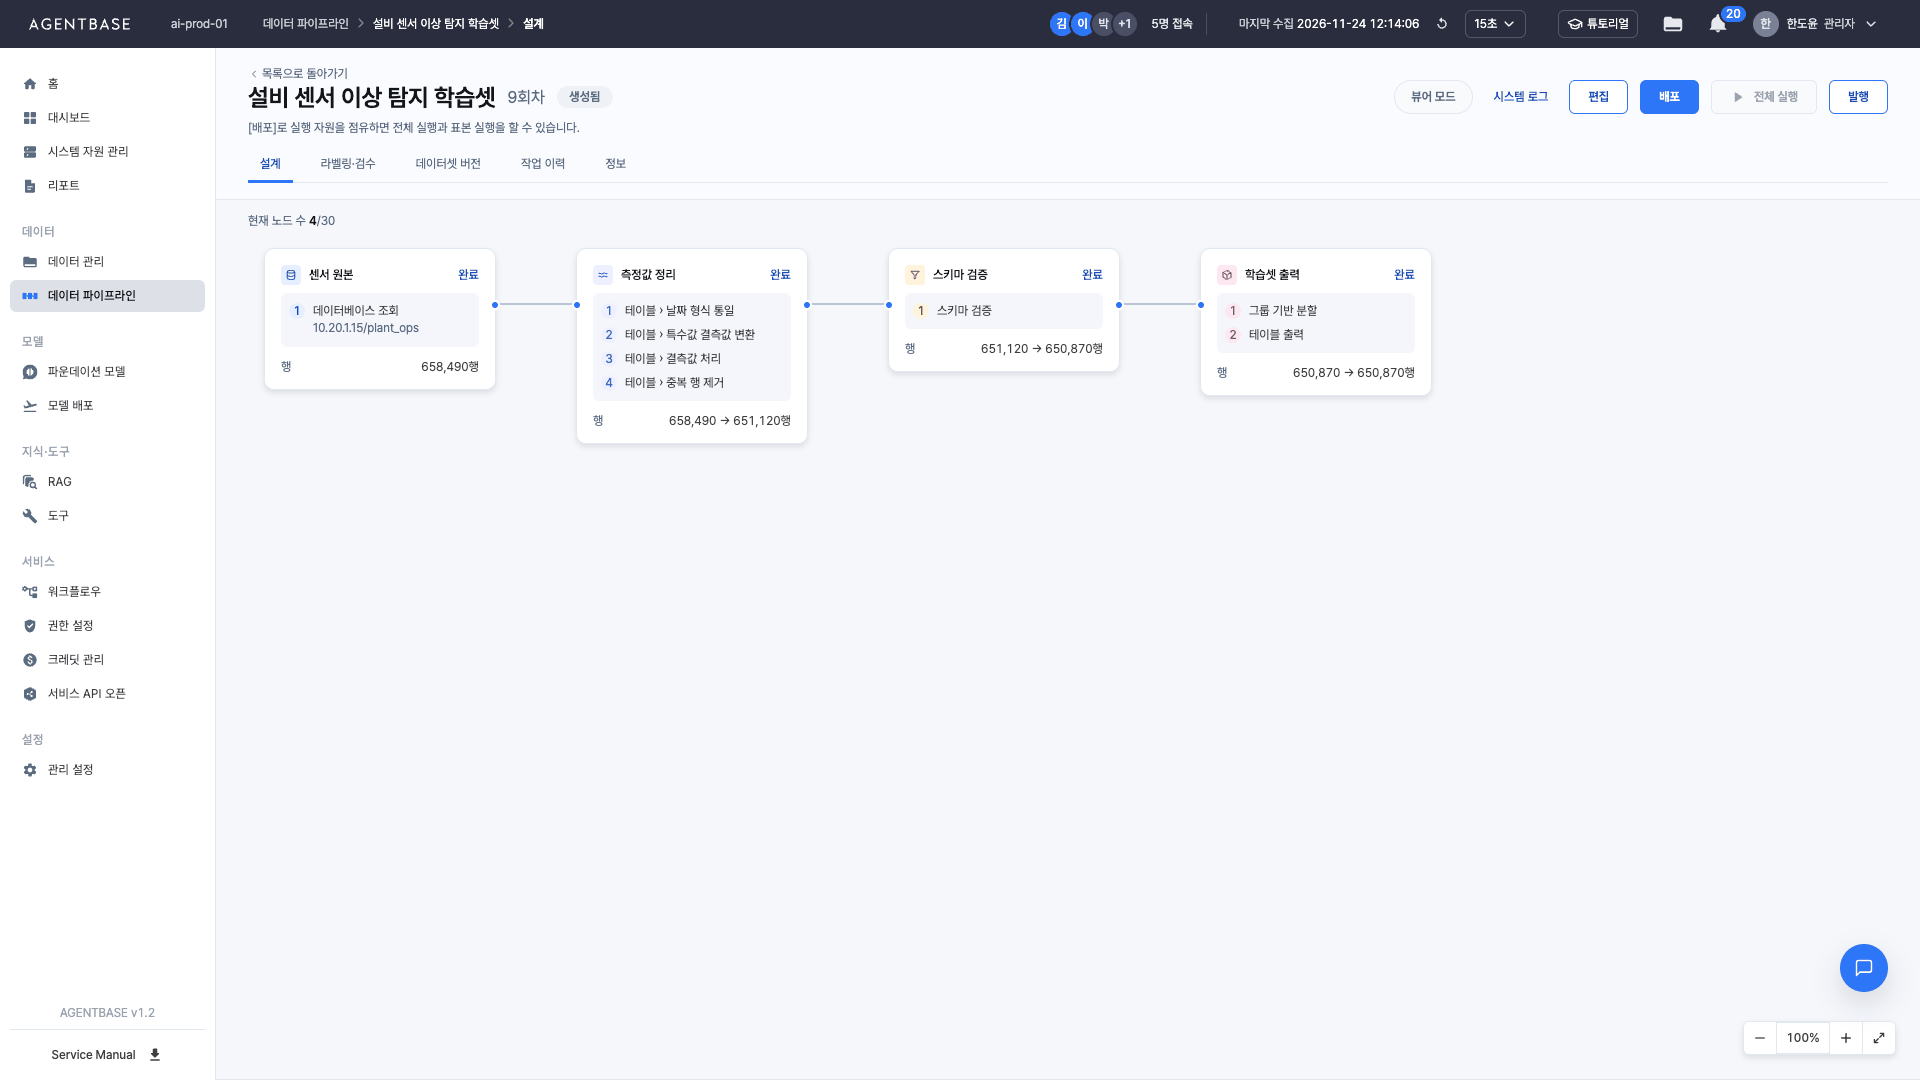 AGENTBASE
ai-prod-01
데이터 파이프라인 > 설비 센서 이상 탐지 학습셋 > 설계
김 이 박 +1 5명 접속
마지막 수집 2026-11-24 12:14:06
15초
튜토리얼
20
한 한도윤 관리자
홈
대시보드
시스템 자원 관리
리포트
데이터
데이터 관리
데이터 파이프라인
모델
파운데이션 모델
모델 배포
지식·도구
RAG
도구
서비스
워크플로우
권한 설정
크레딧 관리
서비스 API 오픈
설정
관리 설정
AGENTBASE v1.2
Service Manual
목록으로 돌아가기
설비 센서 이상 탐지 학습셋 9회차 생성됨
[배포]로 실행 자원을 점유하면 전체 실행과 표본 실행을 할 수 있습니다.
뷰어 모드
시스템 로그
편집
배포
전체 실행
발행
설계
라벨링·검수
데이터셋 버전
작업 이력
정보
현재 노드 수 4/30
센서 원본 완료
1 데이터베이스 조회
10.20.1.15/plant_ops
행 658,490행
측정값 정리 완료
1 테이블 › 날짜 형식 통일
2 테이블 › 특수값 결측값 변환
3 테이블 › 결측값 처리
4 테이블 › 중복 행 제거
행 658,490 → 651,120행
스키마 검증 완료
1 스키마 검증
행 651,120 → 650,870행
학습셋 출력 완료
1 그룹 기반 분할
2 테이블 출력
행 650,870 → 650,870행
100%